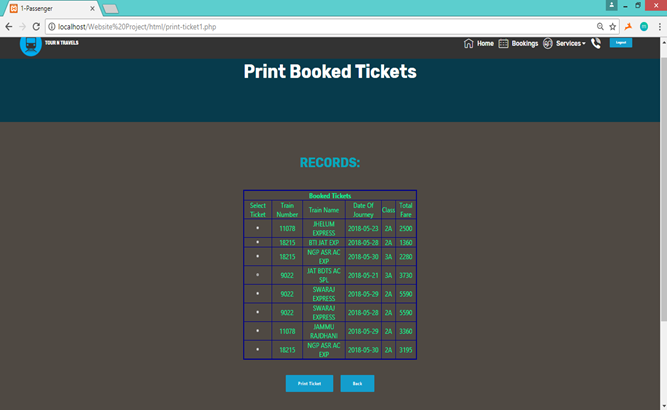 1-Passenger
localhost/Website%20Project/html/print-ticket1.php
TOUR N TRAVELS
Home
Bookings
Services
Logout
Print Booked Tickets
RECORDS:
Booked Tickets
Select Ticket Train Number Train Name Date Of Journey Class Total Fare
11078 JHELUM EXPRESS 2018-05-23 2A 2500
18215 BTI JAT EXP 2018-05-28 2A 1360
18215 NGP ASR AC EXP 2018-05-30 3A 2280
9022 JAT BDTS AC SPL 2018-05-21 3A 3730
9022 SWARAJ EXPRESS 2018-05-29 2A 5590
9022 SWARAJ EXPRESS 2018-05-28 2A 5590
11078 JAMMU RAJDHANI 2018-05-29 2A 3360
18215 NGP ASR AC EXP 2018-05-30 2A 3195
Print Ticket
Back